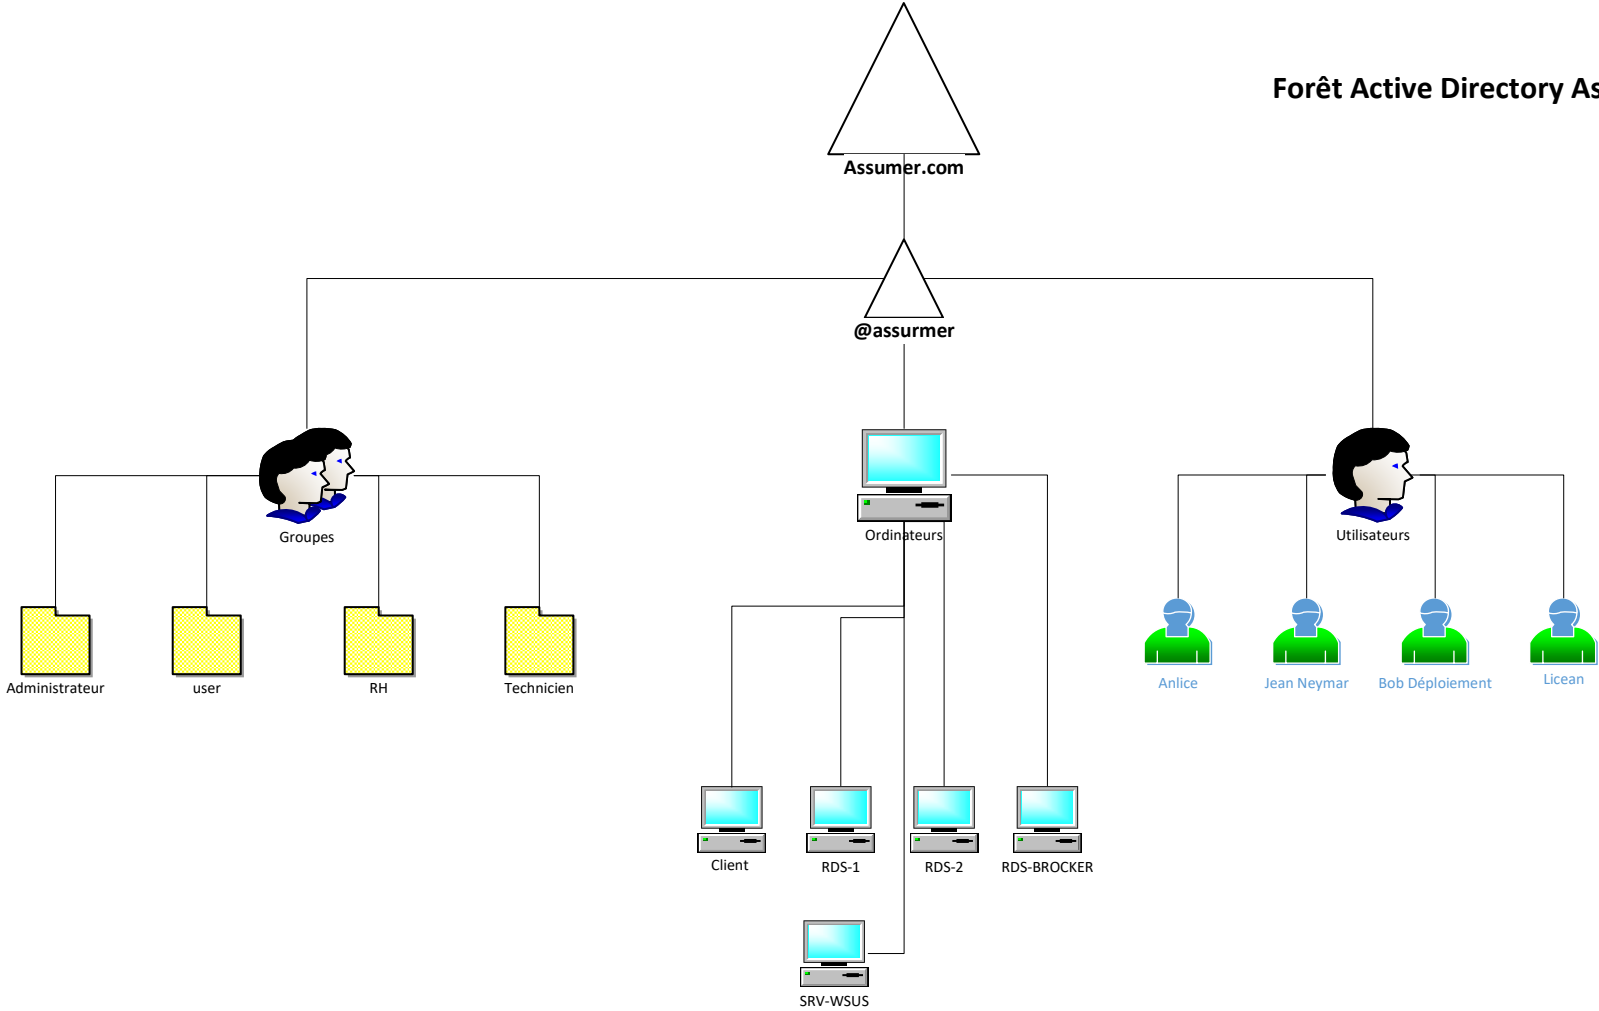 Forêt Active Directory As
Assumer.com
@assurmer
Groupes
Ordinateurs
Utilisateurs
Administrateur
user
RH
Technicien
Anlice
Jean Neymar
Bob Déploiement
Licean
Client
RDS-1
RDS-2
RDS-BROCKER
SRV-WSUS